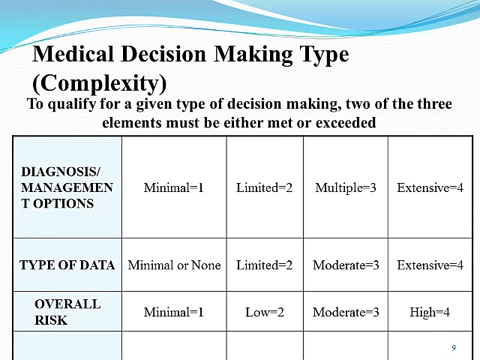 Medical Decision Making Type
(Complexity)
To qualify for a given type of decision making, two of the three
elements must be either met or exceeded
DIAGNOSIS/
MANAGEMEN
T OPTIONS
Minimal=1
Limited=2
Multiple=3
Extensive=4
TYPE OF DATA
Minimal or None
Limited=2
Moderate=3
Extensive=4
OVERALL
RISK
Minimal=1
Low=2
Moderate=3
High=4
9